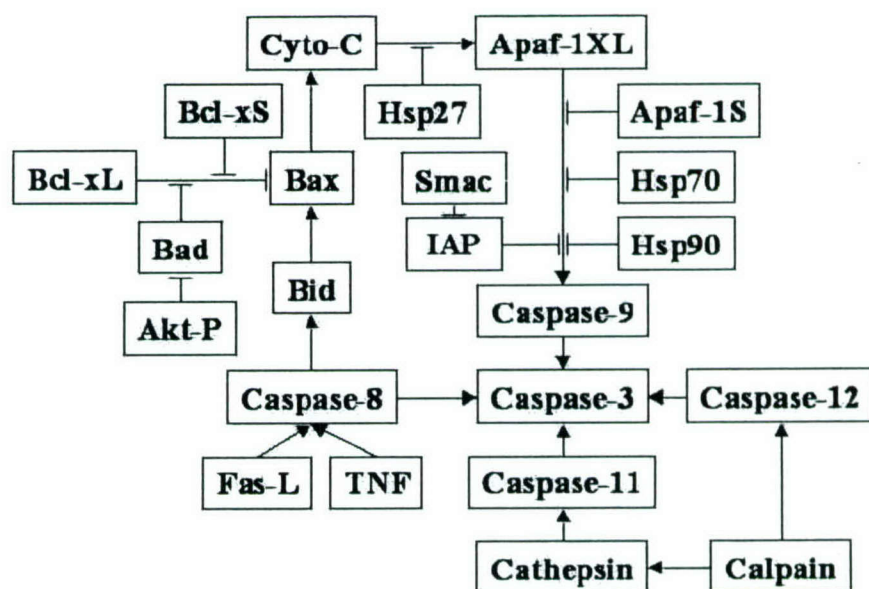 Cyto-C
Apaf-1XL
Bcl-xS
Hsp27
Apaf-1S
Bcl-xL
Bax
Smac
Hsp70
Bad
IAP
Hsp90
Bid
Akt-P
Caspase-9
Caspase-8
Caspase-3
Caspase-12
Fas-L
TNF
Caspase-11
Cathepsin
Calpain